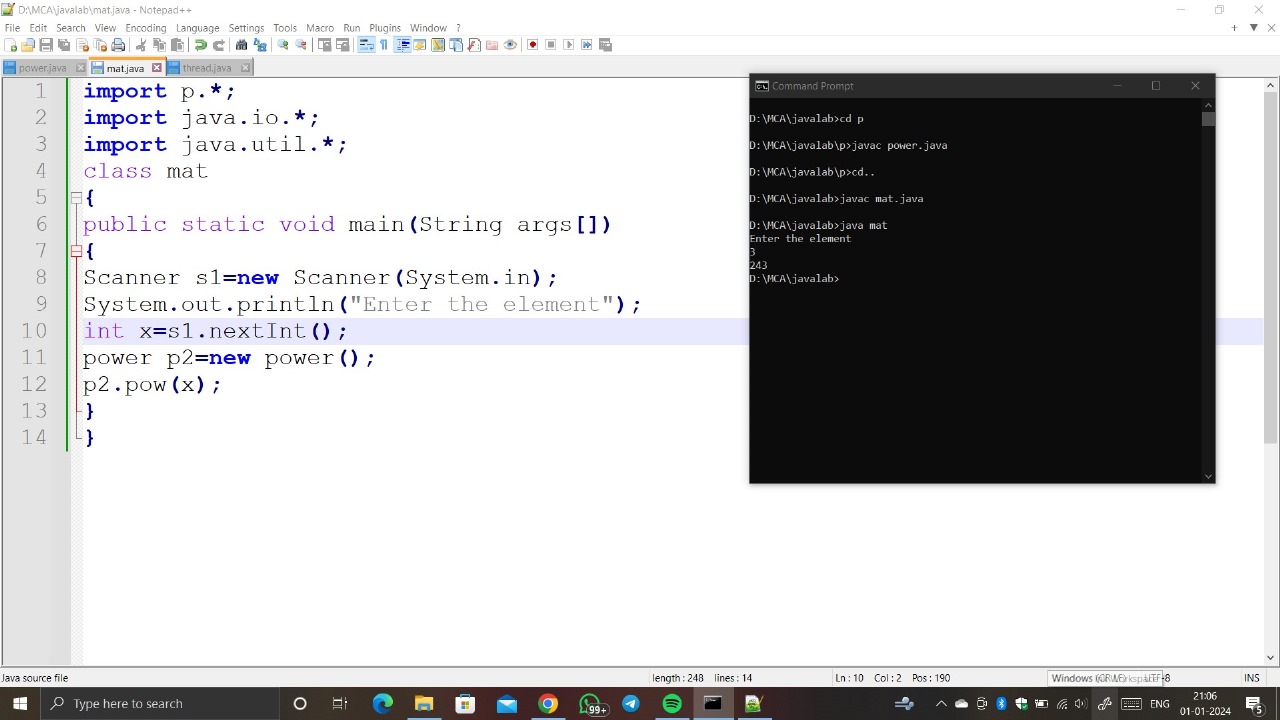 D:\MCA\javalab\mat.java - Notepad++
File Edit Search View Encoding Language Settings Tools Macro Run Plugins Window ?
power.java mat.java thread.java
1 import p.*;
2 import java.io.*;
3 import java.util.*;
4 class mat
5 {
6 public static void main(String args[])
7 {
8 Scanner s1=new Scanner(System.in);
9 System.out.println("Enter the element");
10 int x=s1.nextInt();
11 power p2=new power();
12 p2.pow(x);
13 }
14 }
Command Prompt
D:\MCA\javalab>cd p
D:\MCA\javalab\p>javac power.java
D:\MCA\javalab\p>cd..
D:\MCA\javalab>javac mat.java
D:\MCA\javalab>java mat
Enter the element
3
243
D:\MCA\javalab>
Java source file length : 248 lines : 14 Ln : 10 Col : 2 Pos : 190 Windows INS
Type here to search
99+
ENG
21:06
01-01-2024
5